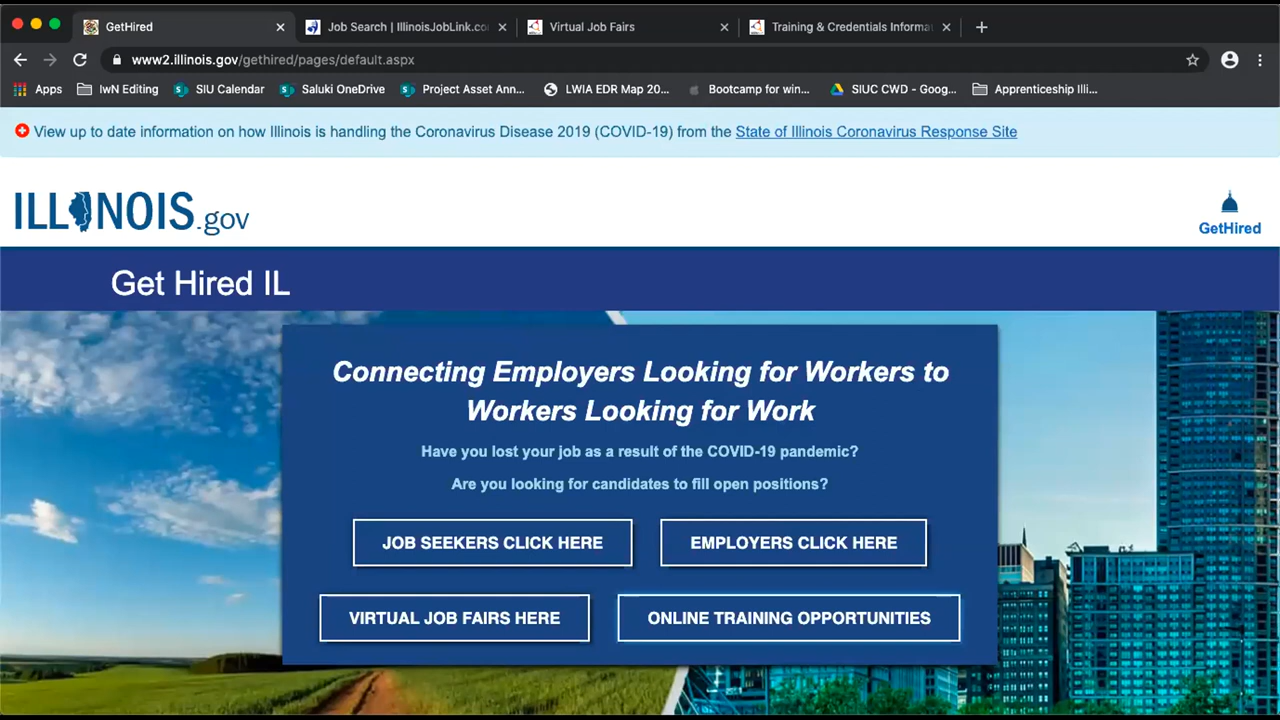 GetHired
Job Search | IllinoisJobLink.co
Virtual Job Fairs
Training & Credentials Informa
www2.illinois.gov/gethired/pages/default.aspx
Apps
IwN Editing
SIU Calendar
Saluki OneDrive
Project Asset Ann...
LWIA EDR Map 20...
Bootcamp for win...
SIUC CWD - Goog...
Apprenticeship Illi...
View up to date information on how Illinois is handling the Coronavirus Disease 2019 (COVID-19) from the State of Illinois Coronavirus Response Site
ILLINOIS.gov
GetHired
Get Hired IL
Connecting Employers Looking for Workers to
Workers Looking for Work
Have you lost your job as a result of the COVID-19 pandemic?
Are you looking for candidates to fill open positions?
JOB SEEKERS CLICK HERE
EMPLOYERS CLICK HERE
VIRTUAL JOB FAIRS HERE
ONLINE TRAINING OPPORTUNITIES